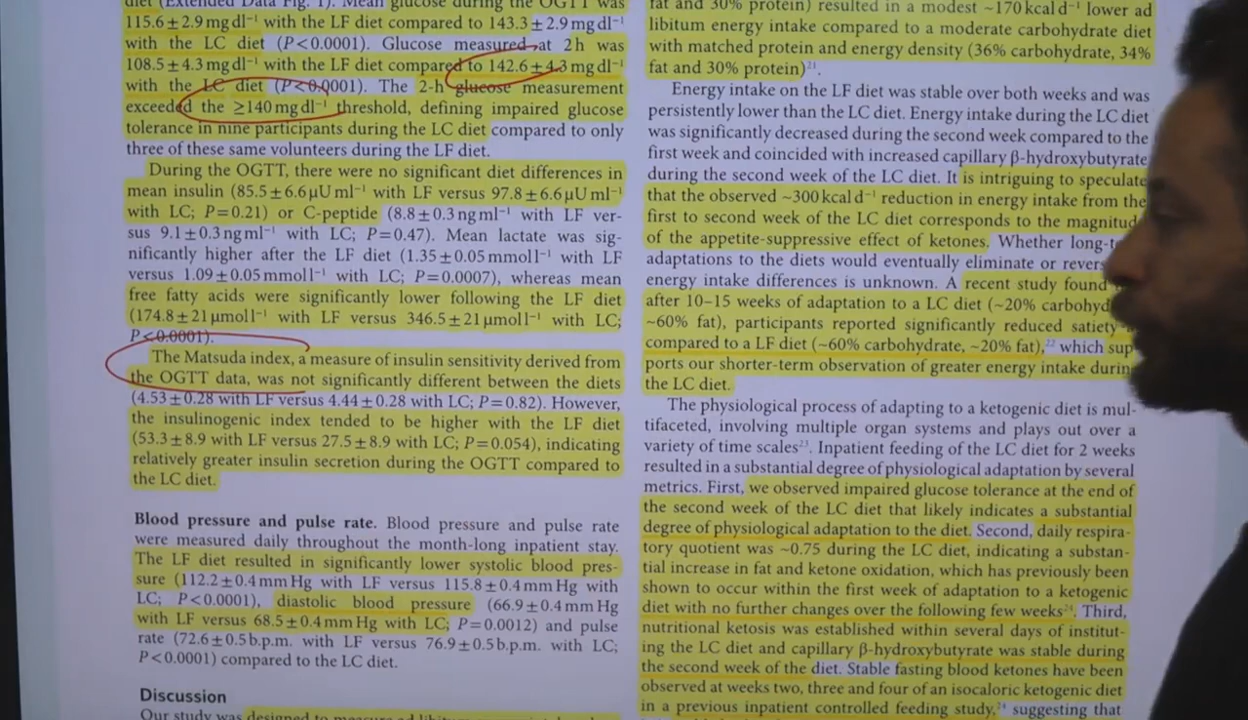 diet (Extended Data Fig. 1). Mean glucose during the OGTT was
115.6 ± 2.9 mg dl⁻¹ with the LF diet compared to 143.3 ± 2.9 mg dl⁻¹
with the LC diet (P < 0.0001). Glucose measured at 2 h was
108.5 ± 4.3 mg dl⁻¹ with the LF diet compared to 142.6 ± 4.3 mg dl⁻¹
with the LC diet (P < 0.0001). The 2-h glucose measurement
exceeded the ≥140 mg dl⁻¹ threshold, defining impaired glucose
tolerance in nine participants during the LC diet compared to only
three of these same volunteers during the LF diet.
During the OGTT, there were no significant diet differences in
mean insulin (85.5 ± 6.6 μU ml⁻¹ with LF versus 97.8 ± 6.6 μU ml⁻¹
with LC; P = 0.21) or C-peptide (8.8 ± 0.3 ng ml⁻¹ with LF ver-
sus 9.1 ± 0.3 ng ml⁻¹ with LC; P = 0.47). Mean lactate was sig-
nificantly higher after the LF diet (1.35 ± 0.05 mmol l⁻¹ with LF
versus 1.09 ± 0.05 mmol l⁻¹ with LC; P = 0.0007), whereas mean
free fatty acids were significantly lower following the LF diet
(174.8 ± 21 μmol l⁻¹ with LF versus 346.5 ± 21 μmol l⁻¹ with LC;
P < 0.0001).
The Matsuda index, a measure of insulin sensitivity derived from
the OGTT data, was not significantly different between the diets
(4.53 ± 0.28 with LF versus 4.44 ± 0.28 with LC; P = 0.82). However,
the insulinogenic index tended to be higher with the LF diet
(53.3 ± 8.9 with LF versus 27.5 ± 8.9 with LC; P = 0.054), indicating
relatively greater insulin secretion during the OGTT compared to
the LC diet.
Blood pressure and pulse rate. Blood pressure and pulse rate
were measured daily throughout the month-long inpatient stay.
The LF diet resulted in significantly lower systolic blood pres-
sure (112.2 ± 0.4 mm Hg with LF versus 115.8 ± 0.4 mm Hg with
LC; P < 0.0001), diastolic blood pressure (66.9 ± 0.4 mm Hg
with LF versus 68.5 ± 0.4 mm Hg with LC; P = 0.0012) and pulse
rate (72.6 ± 0.5 b.p.m. with LF versus 76.9 ± 0.5 b.p.m. with LC;
P < 0.0001) compared to the LC diet.
Discussion
Our study was designed to
fat and 30% protein) resulted in a modest ~170 kcal d⁻¹ lower ad
libitum energy intake compared to a moderate carbohydrate diet
with matched protein and energy density (36% carbohydrate, 34%
fat and 30% protein)²¹.
Energy intake on the LF diet was stable over both weeks and was
persistently lower than the LC diet. Energy intake during the LC diet
was significantly decreased during the second week compared to the
first week and coincided with increased capillary β-hydroxybutyrate
during the second week of the LC diet. It is intriguing to speculate
that the observed ~300 kcal d⁻¹ reduction in energy intake from the
first to second week of the LC diet corresponds to the magnitud
of the appetite-suppressive effect of ketones. Whether long-t
adaptations to the diets would eventually eliminate or revers
energy intake differences is unknown. A recent study found
after 10–15 weeks of adaptation to a LC diet (~20% carbohyd
~60% fat), participants reported significantly reduced satiety
compared to a LF diet (~60% carbohydrate, ~20% fat),²² which sup
ports our shorter-term observation of greater energy intake durin
the LC diet.
The physiological process of adapting to a ketogenic diet is mul-
tifaceted, involving multiple organ systems and plays out over a
variety of time scales²³. Inpatient feeding of the LC diet for 2 weeks
resulted in a substantial degree of physiological adaptation by several
metrics. First, we observed impaired glucose tolerance at the end of
the second week of the LC diet that likely indicates a substantial
degree of physiological adaptation to the diet. Second, daily respira-
tory quotient was ~0.75 during the LC diet, indicating a substan-
tial increase in fat and ketone oxidation, which has previously been
shown to occur within the first week of adaptation to a ketogenic
diet with no further changes over the following few weeks²⁴. Third,
nutritional ketosis was established within several days of institut-
ing the LC diet and capillary β-hydroxybutyrate was stable during
the second week of the diet. Stable fasting blood ketones have been
observed at weeks two, three and four of an isocaloric ketogenic diet
in a previous inpatient controlled feeding study,²⁴ suggesting that